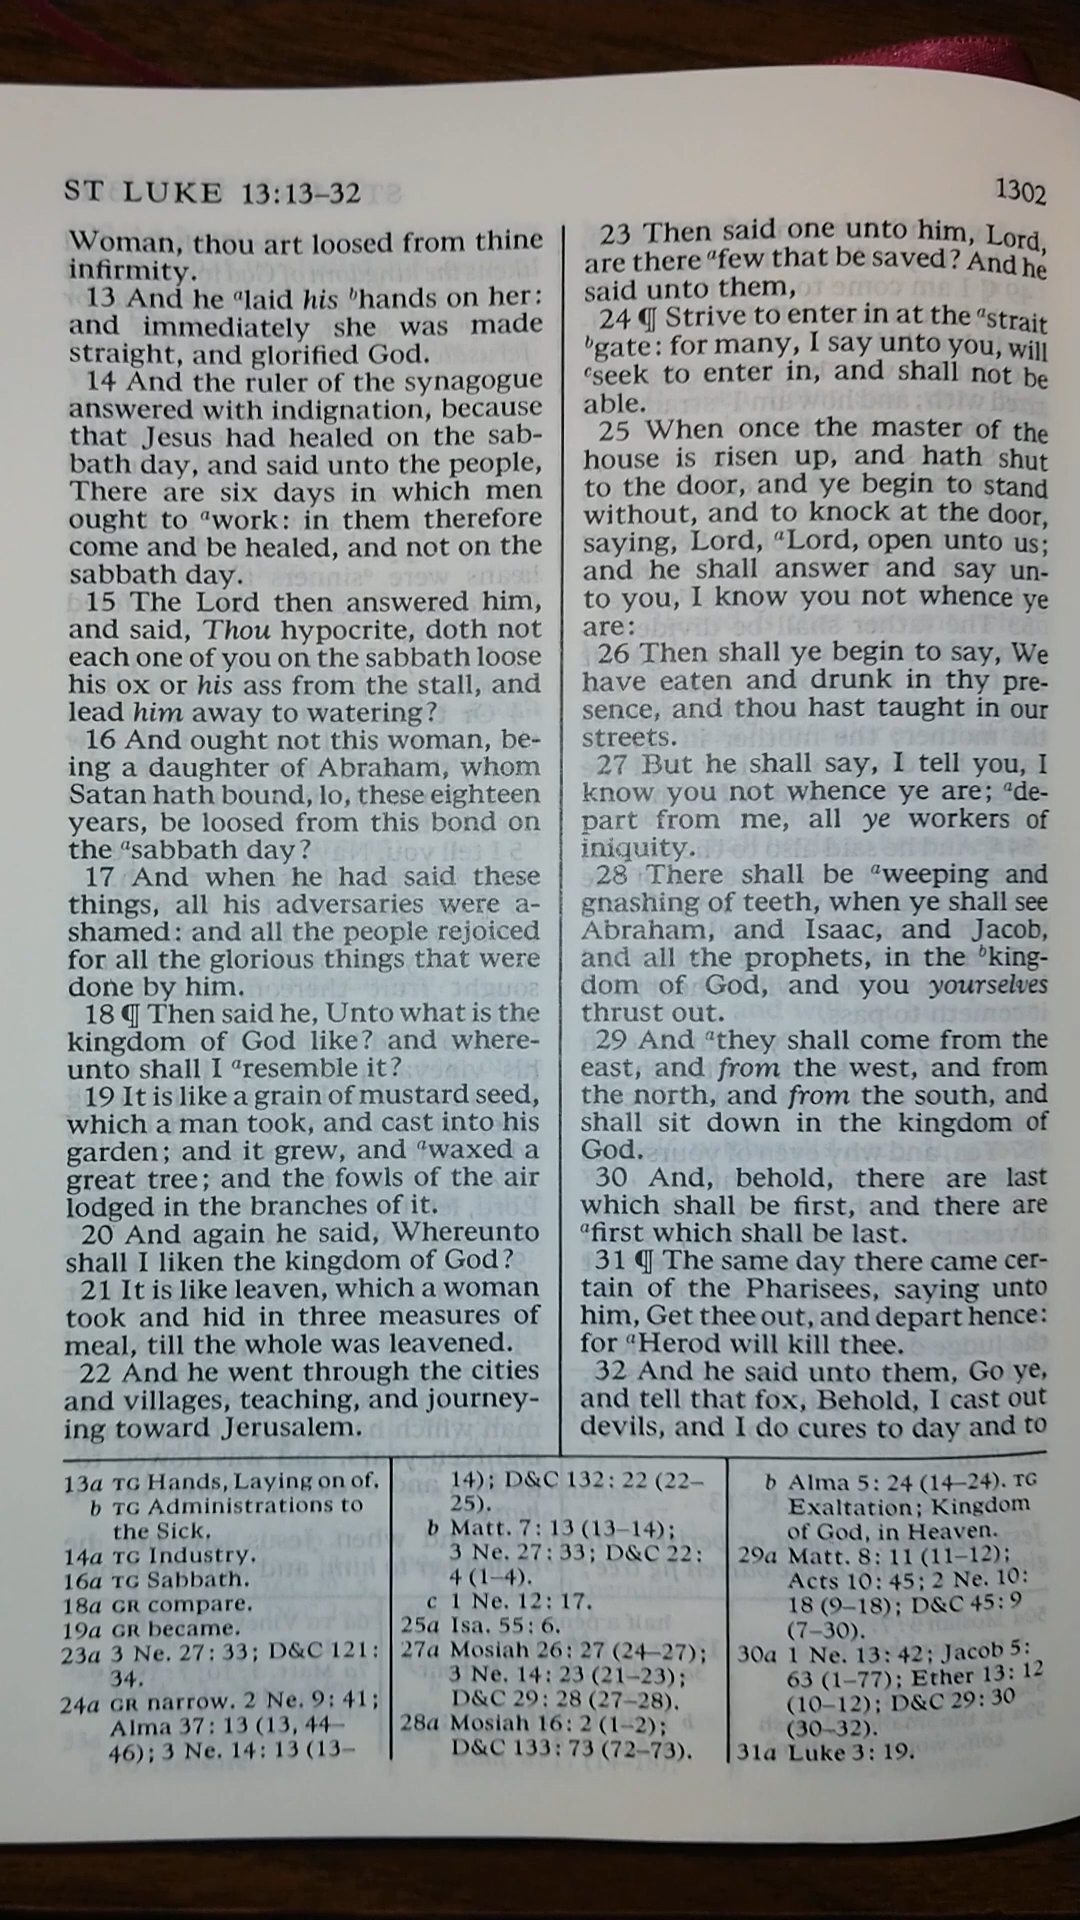 ST LUKE 13:13–32
1302
Woman, thou art loosed from thine
infirmity.
13 And he ᵃlaid his ᵇhands on her:
and immediately she was made
straight, and glorified God.
14 And the ruler of the synagogue
answered with indignation, because
that Jesus had healed on the sab-
bath day, and said unto the people,
There are six days in which men
ought to ᵃwork: in them therefore
come and be healed, and not on the
sabbath day.
15 The Lord then answered him,
and said, Thou hypocrite, doth not
each one of you on the sabbath loose
his ox or his ass from the stall, and
lead him away to watering?
16 And ought not this woman, be-
ing a daughter of Abraham, whom
Satan hath bound, lo, these eighteen
years, be loosed from this bond on
the ᵃsabbath day?
17 And when he had said these
things, all his adversaries were a-
shamed: and all the people rejoiced
for all the glorious things that were
done by him.
18 ¶ Then said he, Unto what is the
kingdom of God like? and where-
unto shall I ᵃresemble it?
19 It is like a grain of mustard seed,
which a man took, and cast into his
garden; and it grew, and ᵃwaxed a
great tree; and the fowls of the air
lodged in the branches of it.
20 And again he said, Whereunto
shall I liken the kingdom of God?
21 It is like leaven, which a woman
took and hid in three measures of
meal, till the whole was leavened.
22 And he went through the cities
and villages, teaching, and journey-
ing toward Jerusalem.
23 Then said one unto him, Lord,
are there ᵃfew that be saved? And he
said unto them,
24 ¶ Strive to enter in at the ᵃstrait
ᵇgate: for many, I say unto you, will
ᶜseek to enter in, and shall not be
able.
25 When once the master of the
house is risen up, and hath shut
to the door, and ye begin to stand
without, and to knock at the door,
saying, Lord, ᵃLord, open unto us;
and he shall answer and say un-
to you, I know you not whence ye
are:
26 Then shall ye begin to say, We
have eaten and drunk in thy pre-
sence, and thou hast taught in our
streets.
27 But he shall say, I tell you, I
know you not whence ye are; ᵃde-
part from me, all ye workers of
iniquity.
28 There shall be ᵃweeping and
gnashing of teeth, when ye shall see
Abraham, and Isaac, and Jacob,
and all the prophets, in the ᵇking-
dom of God, and you yourselves
thrust out.
29 And ᵃthey shall come from the
east, and from the west, and from
the north, and from the south, and
shall sit down in the kingdom of
God.
30 And, behold, there are last
which shall be first, and there are
ᵃfirst which shall be last.
31 ¶ The same day there came cer-
tain of the Pharisees, saying unto
him, Get thee out, and depart hence:
for ᵃHerod will kill thee.
32 And he said unto them, Go ye,
and tell that fox, Behold, I cast out
devils, and I do cures to day and to
13a TG Hands, Laying on of.
b TG Administrations to
the Sick.
14a TG Industry.
16a TG Sabbath.
18a GR compare.
19a GR became.
23a 3 Ne. 27: 33; D&C 121:
34.
24a GR narrow. 2 Ne. 9: 41;
Alma 37: 13 (13, 44–
46); 3 Ne. 14: 13 (13–
14); D&C 132: 22 (22–
25).
b Matt. 7: 13 (13–14);
3 Ne. 27: 33; D&C 22:
4 (1–4).
c 1 Ne. 12: 17.
25a Isa. 55: 6.
27a Mosiah 26: 27 (24–27);
3 Ne. 14: 23 (21–23);
D&C 29: 28 (27–28).
28a Mosiah 16: 2 (1–2);
D&C 133: 73 (72–73).
b Alma 5: 24 (14–24). TG
Exaltation; Kingdom
of God, in Heaven.
29a Matt. 8: 11 (11–12);
Acts 10: 45; 2 Ne. 10:
18 (9–18); D&C 45: 9
(7–30).
30a 1 Ne. 13: 42; Jacob 5:
63 (1–77); Ether 13: 12
(10–12); D&C 29: 30
(30–32).
31a Luke 3: 19.